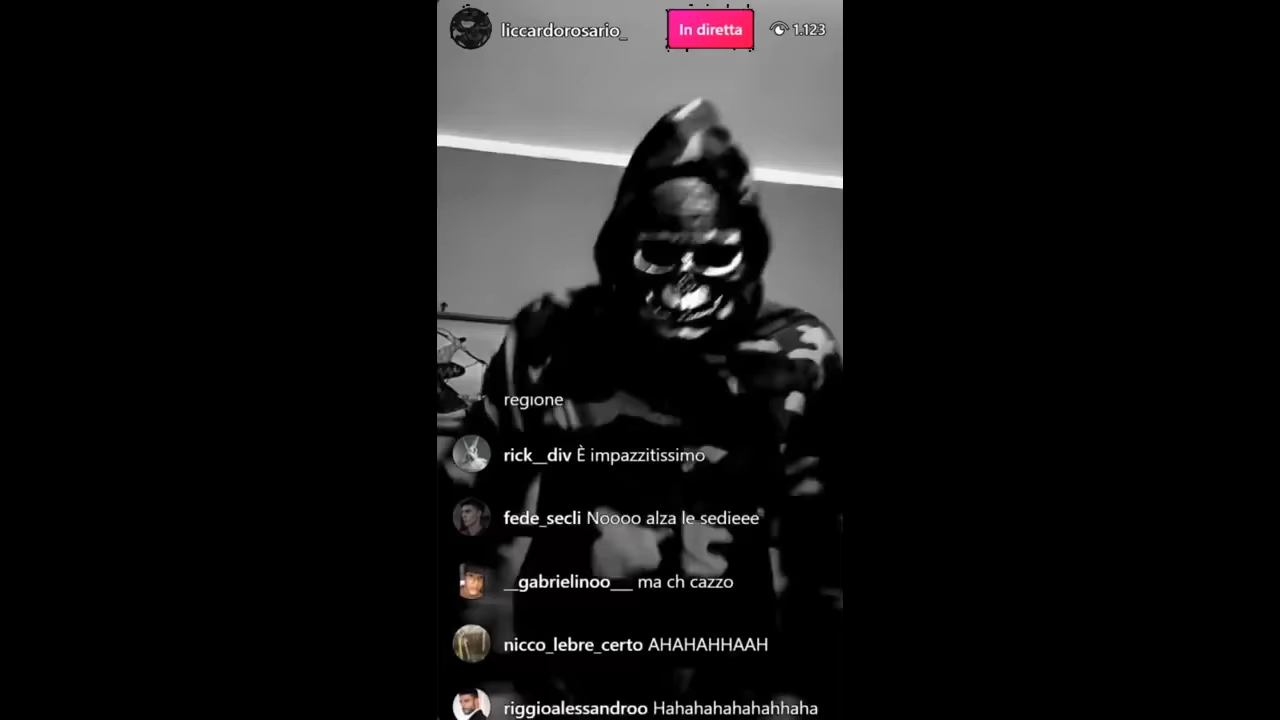 liccardorosario_ In diretta 1.123
regione
rick__div È impazzitissimo
fede_secli Noooo alza le sedieee
__gabrielinoo___ ma ch cazzo
nicco_lebre_certo AHAHAHHAAH
riggioalessandroo Hahahahahahahhaha